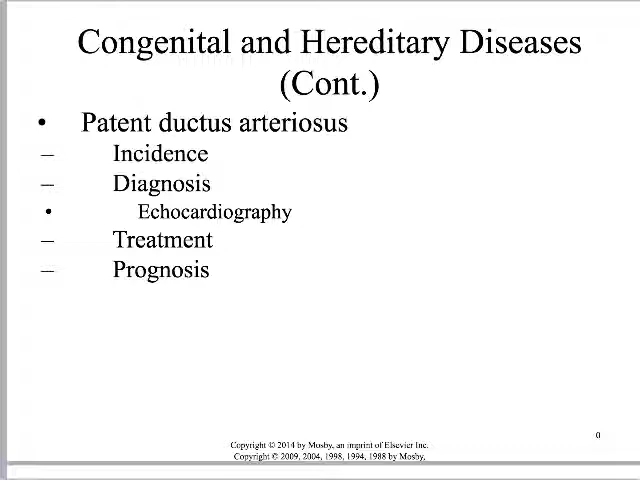 Congenital and Hereditary Diseases
(Cont.)
• Patent ductus arteriosus
– Incidence
– Diagnosis
• Echocardiography
– Treatment
– Prognosis
0
Copyright © 2014 by Mosby, an imprint of Elsevier Inc.
Copyright © 2009, 2004, 1998, 1994, 1988 by Mosby,